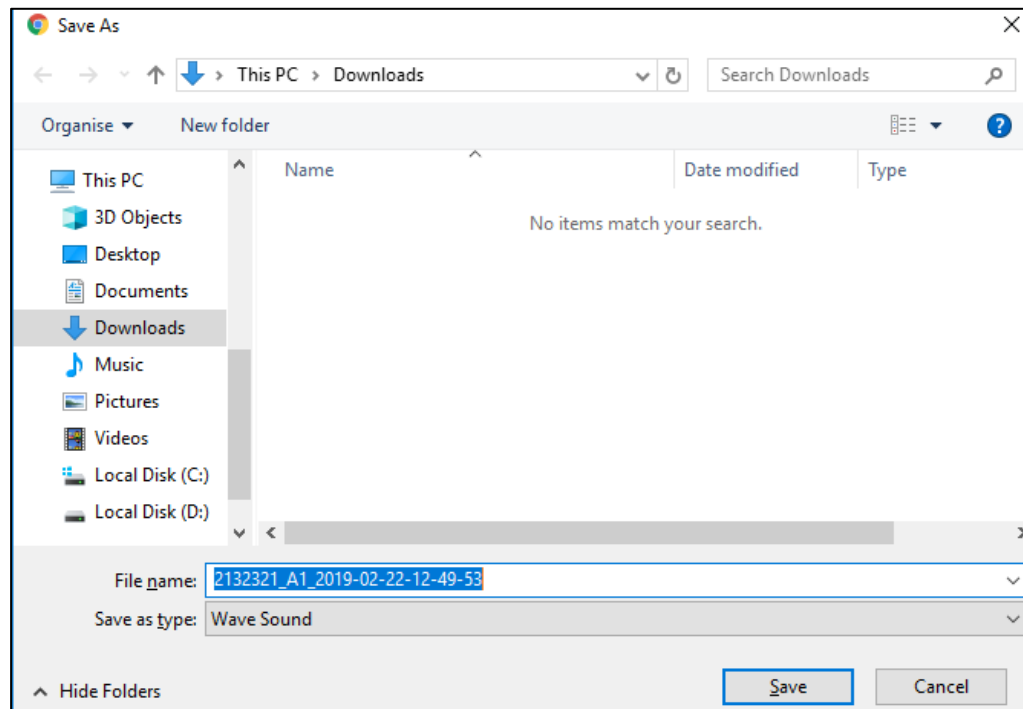 Save As
This PC > Downloads
Search Downloads
Organise
New folder
Name
Date modified
Type
No items match your search.
This PC
3D Objects
Desktop
Documents
Downloads
Music
Pictures
Videos
Local Disk (C:)
Local Disk (D:)
File name: 2132321_A1_2019-02-22-12-49-53
Save as type: Wave Sound
Hide Folders
Save
Cancel